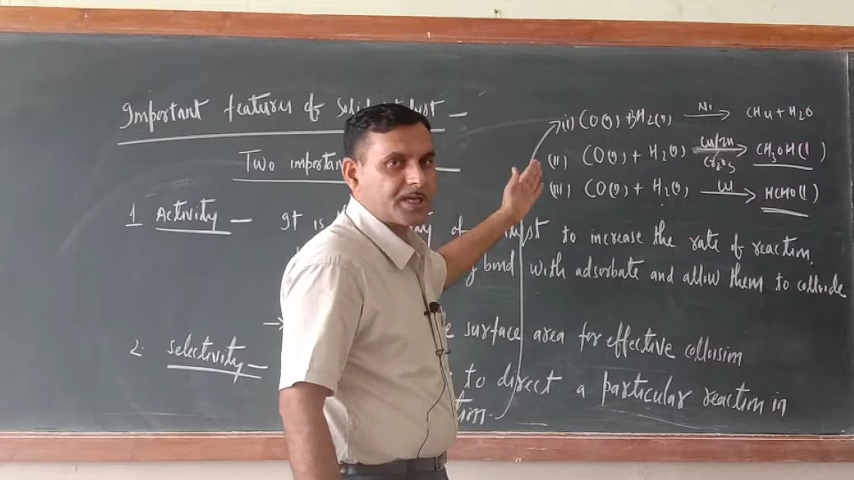 Important features of Solid
Two important
1 Activity — It is
to increase the rate of reaction,
bond with adsorbate and allow them to collide
surface area for effective collision
2. Selectivity — to direct a particular reaction in
(i) CO(g) + 3H2(g) Ni → CH4 + H2O
(ii) CO(g) + H2(g) Cu/ZnO Cr2O3 → CH3OH(l)
(iii) CO(g) + H2(g) Cu → HCHO(l)